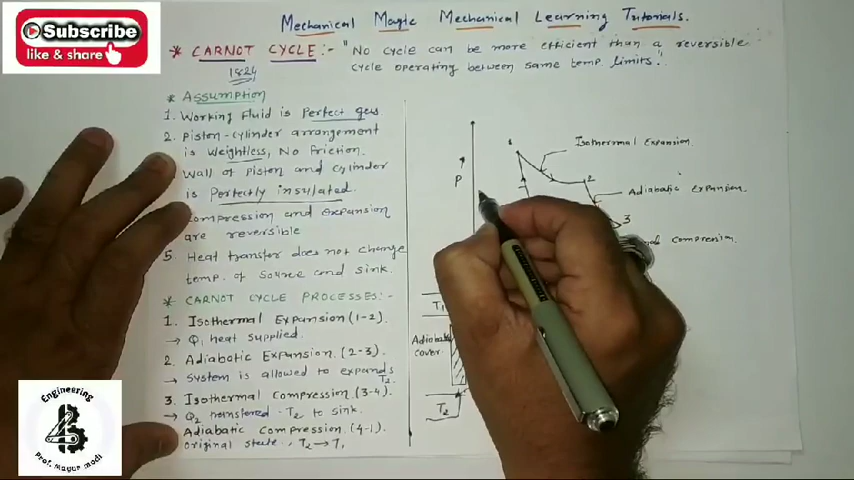 Mechanical Magic Mechanical Learning Tutorials.
Subscribe
like & share
* CARNOT CYCLE :- "No cycle can be more efficient than a reversible
cycle operating between same temp limits."
1824
* Assumption
1. Working Fluid is Perfect gas
2. Piston-cylinder arrangement
is Weightless, No Friction.
Wall of Piston and cylinder
is Perfectly insulated.
Compression and Expansion
are reversible
5. Heat transfer does not change
temp. of Source and sink.
* CARNOT CYCLE PROCESSES:-
1. Isothermal Expansion (1-2)
→ Q1 heat supplied.
2. Adiabatic Expansion. (2-3)
→ System is allowed to expands
T2.
3. Isothermal Compression. (3-4).
→ Q2 transferred - T2 to sink.
Adiabatic Compression. (4-1).
original state, T2 → T1
P
1
Isothermal Expansion.
2
Adiabatic Expansion.
3
compression.
T1
Adiabatic
cover
T2
Engineering
Prof. Mayur modi